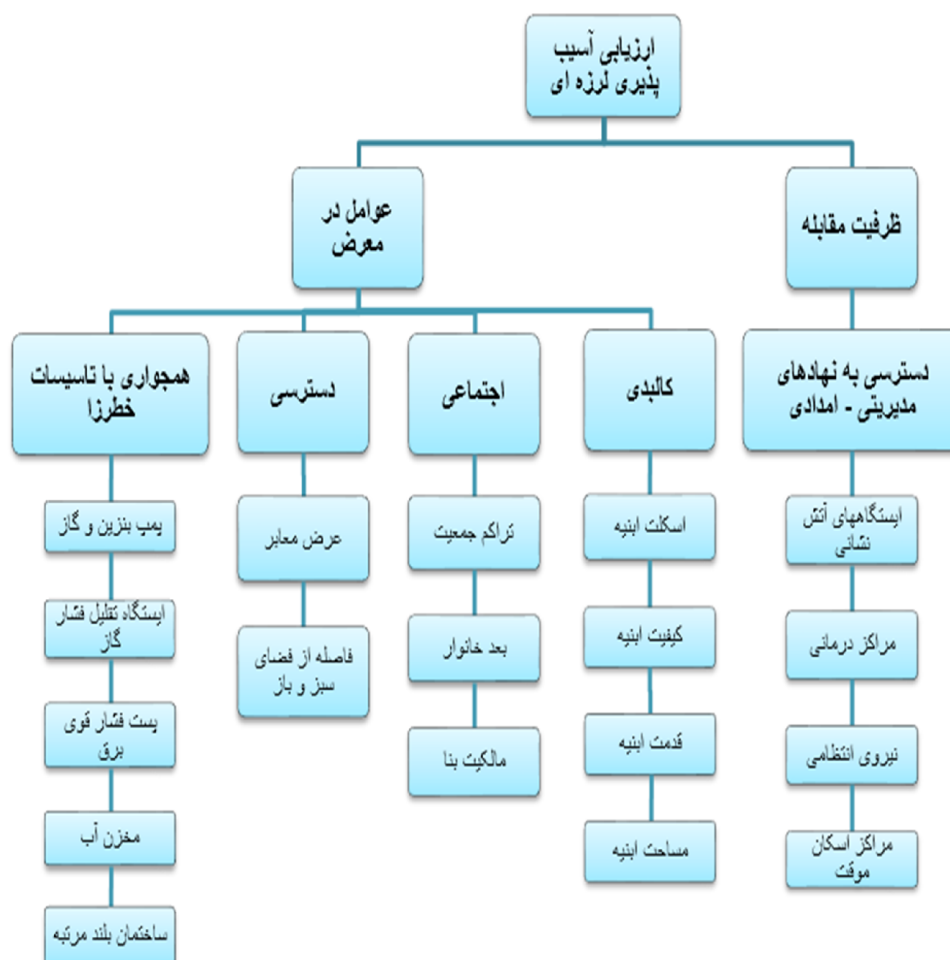 ارزیابی آسیب
پذیری لرزه ای
ظرفیت مقابله
عوامل در
معرض
دسترسی به نهادهای
مدیریتی - امدادی
کالبدی
اجتماعی
دسترسی
همجواری با تاسیسات
خطرزا
ایستگاههای آتش
نشانی
مراکز درمانی
نیروی انتظامی
مراکز اسکان
موقت
اسکلت ابنیه
کیفیت ابنیه
قدمت ابنیه
مساحت ابنیه
تراکم جمعیت
بعد خانوار
مالکیت بنا
عرض معابر
فاصله از فضای
سبز و باز
پمپ بنزین و گاز
ایستگاه تقلیل فشار
گاز
پست فشار قوی
برق
مخزن آب
ساختمان بلند مرتبه